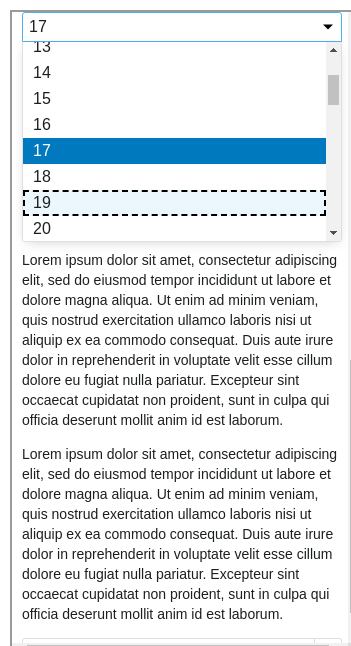 17
13
14
15
16
17
18
19
20
Lorem ipsum dolor sit amet, consectetur adipiscing
elit, sed do eiusmod tempor incididunt ut labore et
dolore magna aliqua. Ut enim ad minim veniam,
quis nostrud exercitation ullamco laboris nisi ut
aliquip ex ea commodo consequat. Duis aute irure
dolor in reprehenderit in voluptate velit esse cillum
dolore eu fugiat nulla pariatur. Excepteur sint
occaecat cupidatat non proident, sunt in culpa qui
officia deserunt mollit anim id est laborum.
Lorem ipsum dolor sit amet, consectetur adipiscing
elit, sed do eiusmod tempor incididunt ut labore et
dolore magna aliqua. Ut enim ad minim veniam,
quis nostrud exercitation ullamco laboris nisi ut
aliquip ex ea commodo consequat. Duis aute irure
dolor in reprehenderit in voluptate velit esse cillum
dolore eu fugiat nulla pariatur. Excepteur sint
occaecat cupidatat non proident, sunt in culpa qui
officia deserunt mollit anim id est laborum.